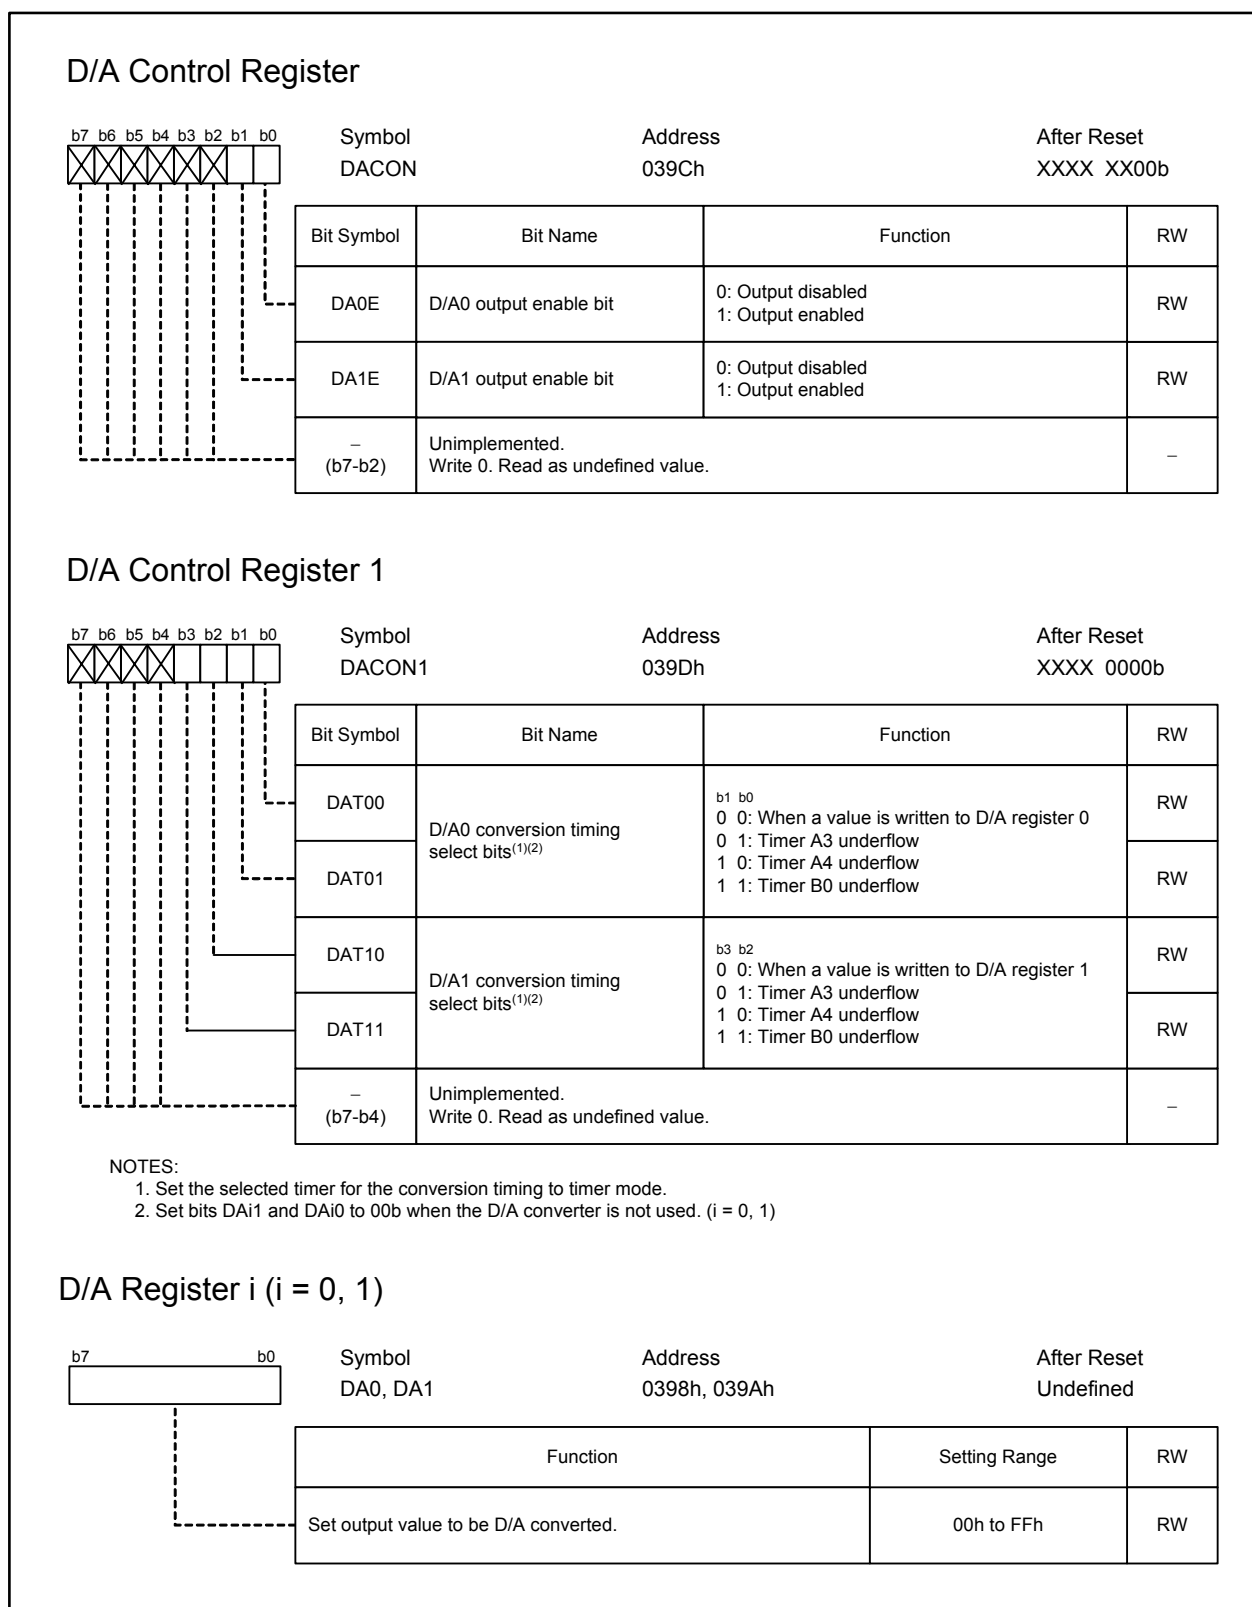 D/A Control Register
b7 b6 b5 b4 b3 b2 b1 b0
Symbol Address After Reset
DACON 039Ch XXXX XX00b
Bit Symbol Bit Name Function RW
DA0E D/A0 output enable bit 0: Output disabled RW
1: Output enabled
DA1E D/A1 output enable bit 0: Output disabled RW
1: Output enabled
– Unimplemented. –
(b7-b2) Write 0. Read as undefined value.
D/A Control Register 1
b7 b6 b5 b4 b3 b2 b1 b0
Symbol Address After Reset
DACON1 039Dh XXXX 0000b
Bit Symbol Bit Name Function RW
DAT00 RW
DAT01 RW
D/A0 conversion timing
select bits(1)(2)
b1 b0
0 0: When a value is written to D/A register 0
0 1: Timer A3 underflow
1 0: Timer A4 underflow
1 1: Timer B0 underflow
DAT10 RW
DAT11 RW
D/A1 conversion timing
select bits(1)(2)
b3 b2
0 0: When a value is written to D/A register 1
0 1: Timer A3 underflow
1 0: Timer A4 underflow
1 1: Timer B0 underflow
– Unimplemented. –
(b7-b4) Write 0. Read as undefined value.
NOTES:
1. Set the selected timer for the conversion timing to timer mode.
2. Set bits DAi1 and DAi0 to 00b when the D/A converter is not used. (i = 0, 1)
D/A Register i (i = 0, 1)
b7 b0
Symbol Address After Reset
DA0, DA1 0398h, 039Ah Undefined
Function Setting Range RW
Set output value to be D/A converted. 00h to FFh RW